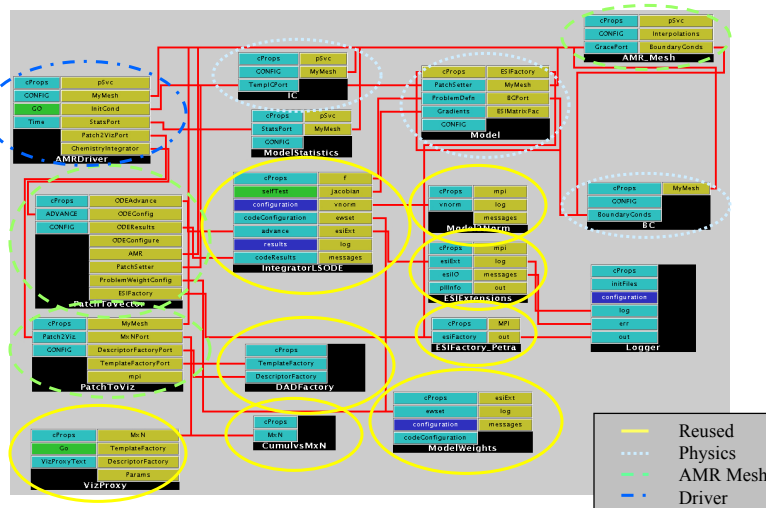 cProps pSvc
CONFIG Interpolations
GracePort BoundaryConds
AMR_Mesh
cProps pSvc
CONFIG MyMesh
TempICPort
IC
cProps ESIFactory
PatchSetter MyMesh
ProblemDefn BCPort
Gradients ESIMatrixFac
CONFIG
Model
cProps pSvc
CONFIG MyMesh
GO InitCond
Time StatsPort
Patch2VizPort
ChemistryIntegrator
AMRDriver
cProps pSvc
StatsPort MyMesh
CONFIG
ModelStatistics
cProps f
selfTest jacobian
configuration vnorm
codeConfiguration ewset
advance esiExt
results log
codeResults messages
IntegratorLSODE
cProps mpi
vnorm log
messages
cProps MyMesh
CONFIG
BoundaryConds
BC
cProps ODEAdvance
ADVANCE ODEConfig
CONFIG ODEResults
ODEConfigure
AMR
PatchSetter
ProblemWeightConfig
ESIFactory
PatchToVector
cProps mpi
esiExt log
esiIO messages
pllInfo out
ESIExtensions
cProps
initFiles
configuration
log
err
out
Logger
cProps MyMesh
Patch2Viz MxNPort
CONFIG DescriptorFactoryPort
TemplateFactoryPort
mpi
PatchToViz
cProps MPI
esiFactory out
ESIFactory_Petra
cProps
TemplateFactory
DescriptorFactory
DADFactory
cProps esiExt
ewset log
configuration messages
codeConfiguration
ModelWeights
cProps
MxN
CumulvsMxN
cProps MxN
Go TemplateFactory
VizProxyText DescriptorFactory
Params
VizProxy
Reused
Physics
AMR Mesh
Driver